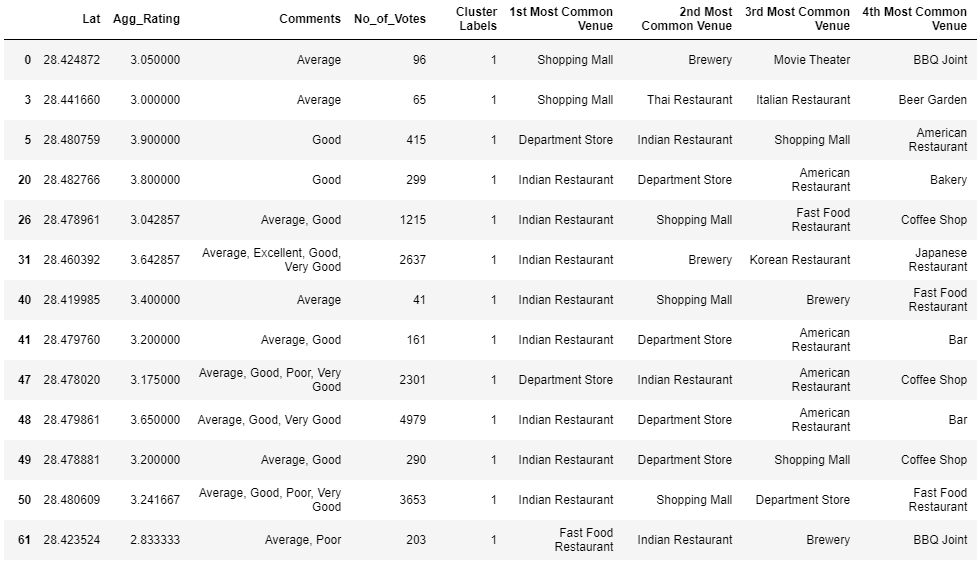 Lat Agg_Rating Comments No_of_Votes Cluster Labels 1st Most Common Venue 2nd Most Common Venue 3rd Most Common Venue 4th Most Common Venue
0 28.424872 3.050000 Average 96 1 Shopping Mall Brewery Movie Theater BBQ Joint
3 28.441660 3.000000 Average 65 1 Shopping Mall Thai Restaurant Italian Restaurant Beer Garden
5 28.480759 3.900000 Good 415 1 Department Store Indian Restaurant Shopping Mall American Restaurant
20 28.482766 3.800000 Good 299 1 Indian Restaurant Department Store American Restaurant Bakery
26 28.478961 3.042857 Average, Good 1215 1 Indian Restaurant Shopping Mall Fast Food Restaurant Coffee Shop
31 28.460392 3.642857 Average, Excellent, Good, Very Good 2637 1 Indian Restaurant Brewery Korean Restaurant Japanese Restaurant
40 28.419985 3.400000 Average 41 1 Indian Restaurant Shopping Mall Brewery Fast Food Restaurant
41 28.479760 3.200000 Average, Good 161 1 Indian Restaurant Department Store American Restaurant Bar
47 28.478020 3.175000 Average, Good, Poor, Very Good 2301 1 Department Store Indian Restaurant American Restaurant Coffee Shop
48 28.479861 3.650000 Average, Good, Very Good 4979 1 Indian Restaurant Department Store American Restaurant Bar
49 28.478881 3.200000 Average, Good 290 1 Indian Restaurant Department Store Shopping Mall Coffee Shop
50 28.480609 3.241667 Average, Good, Poor, Very Good 3653 1 Indian Restaurant Shopping Mall Department Store Fast Food Restaurant
61 28.423524 2.833333 Average, Poor 203 1 Fast Food Restaurant Indian Restaurant Brewery BBQ Joint